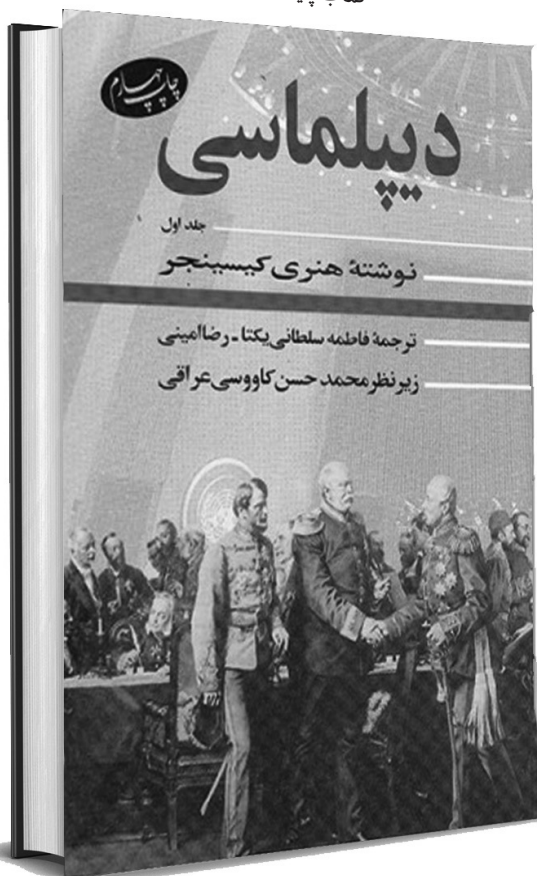 چاپ چهارم
دیپلماسی
جلد اول
نوشتهٔ هنری کیسینجر
ترجمهٔ فاطمه سلطانی یکتا - رضا امینی
زیر نظر محمد حسن کاووسی عراقی